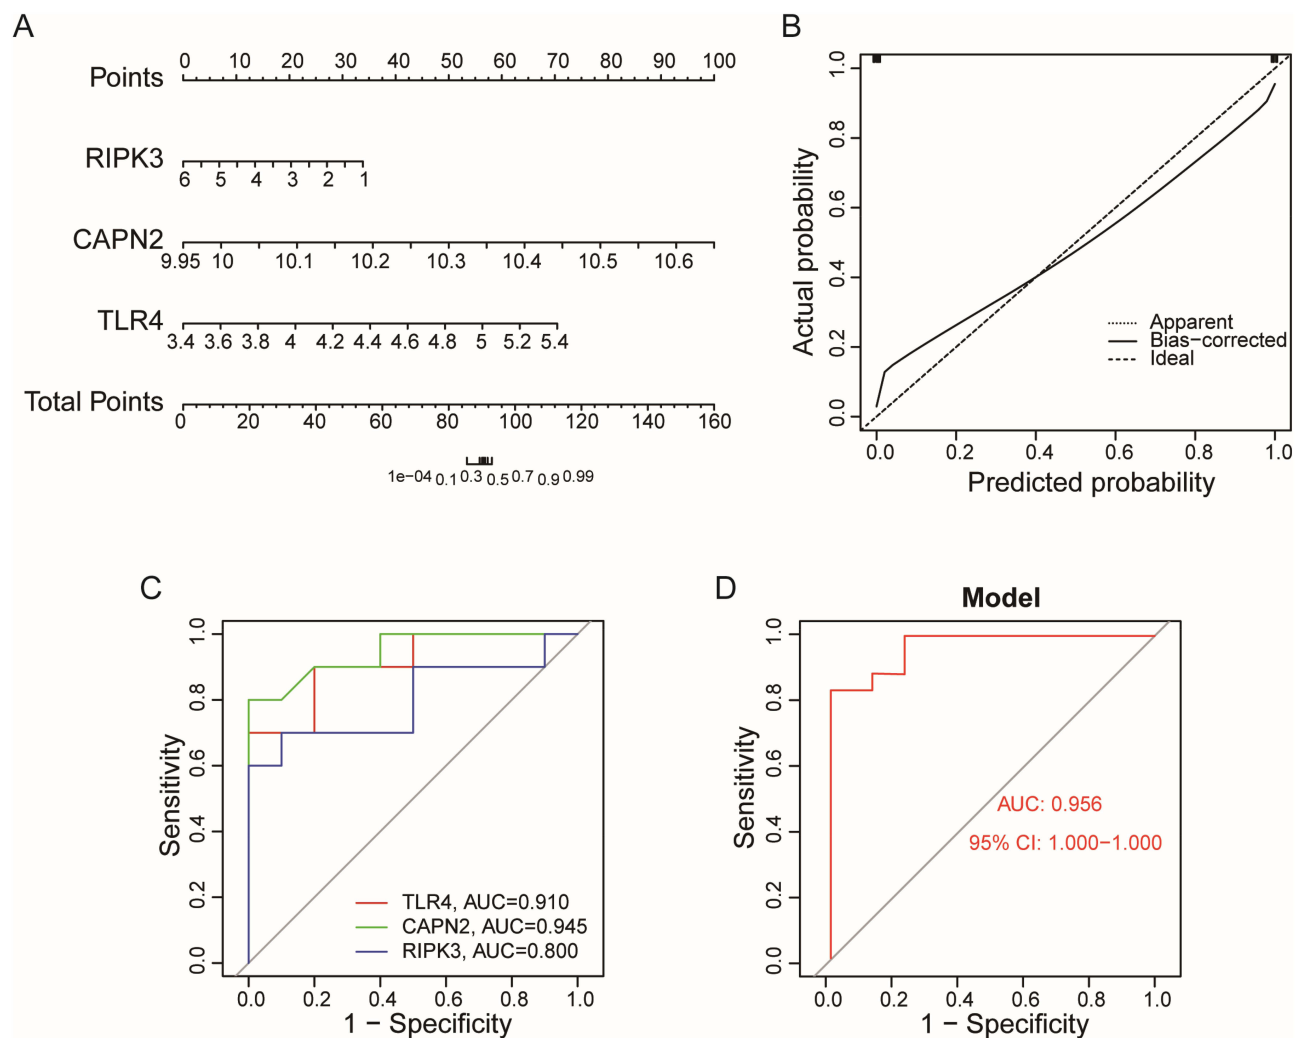 A
Points
0 10 20 30 40 50 60 70 80 90 100
RIPK3
6 5 4 3 2 1
CAPN2
9.95 10 10.1 10.2 10.3 10.4 10.5 10.6
TLR4
3.4 3.6 3.8 4 4.2 4.4 4.6 4.8 5 5.2 5.4
Total Points
0 20 40 60 80 100 120 140 160
1e−04 0.1 0.3 0.5 0.7 0.9 0.99
B
Actual probability
1.0
0.8
0.6
0.4
0.2
0.0
Apparent
Bias−corrected
Ideal
0.0 0.2 0.4 0.6 0.8 1.0
Predicted probability
C
Sensitivity
1.0
0.8
0.6
0.4
0.2
0.0
TLR4, AUC=0.910
CAPN2, AUC=0.945
RIPK3, AUC=0.800
0.0 0.2 0.4 0.6 0.8 1.0
1 − Specificity
D
Model
Sensitivity
1.0
0.8
0.6
0.4
0.2
0.0
AUC: 0.956
95% CI: 1.000−1.000
0.0 0.2 0.4 0.6 0.8 1.0
1 − Specificity